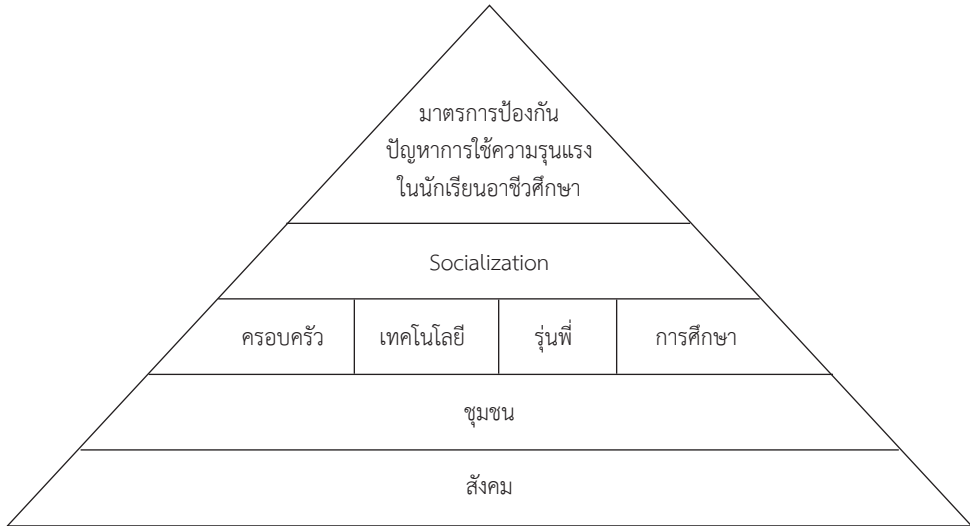 มาตรการป้องกัน
ปัญหาการใช้ความรุนแรง
ในนักเรียนอาชีวศึกษา
Socialization
ครอบครัว เทคโนโลยี รุ่นพี่ การศึกษา
ชุมชน
สังคม